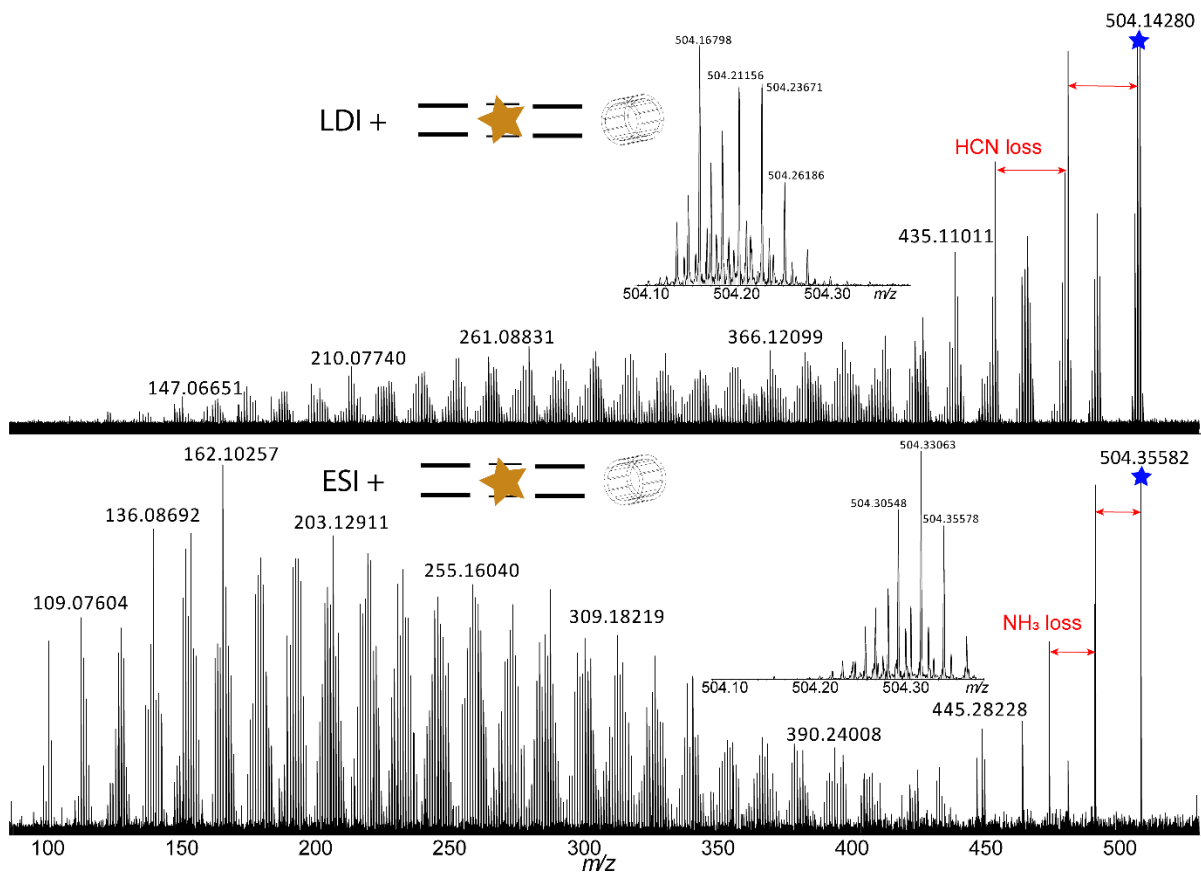 504.14280
504.16798
504.21156
504.23671
LDI +
HCN loss
504.26186
435.11011
504.10 504.20 504.30 m/z
366.12099
261.08831
210.07740
147.06651
162.10257
ESI +
504.33063
504.35582
504.30548
504.35578
136.08692
203.12911
255.16040
109.07604
309.18219
NH₃ loss
504.10 504.20 504.30 m/z
445.28228
390.24008
100 150 200 250 300 350 400 450 500
m/z